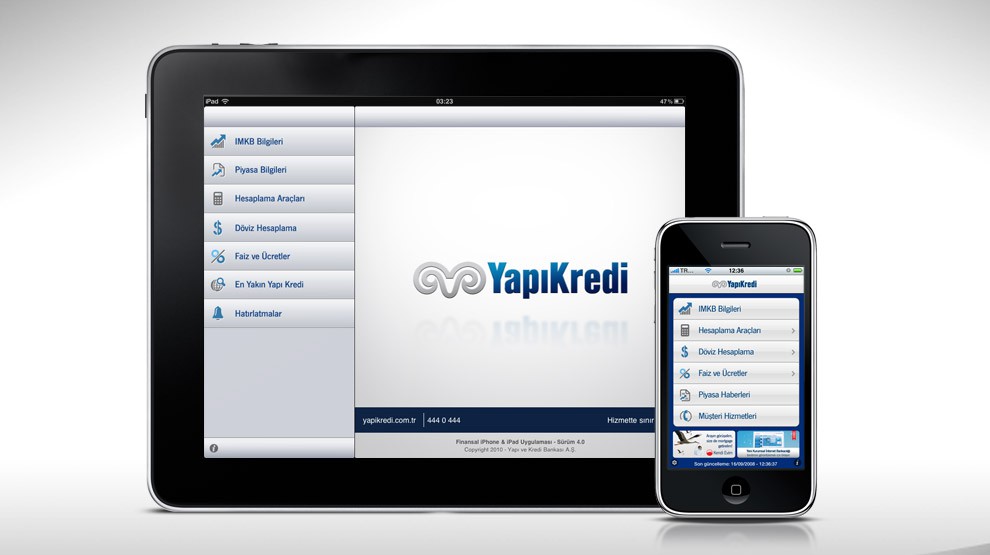 iPad
03:23
47%
IMKB Bilgileri
Piyasa Bilgileri
Hesaplama Araçları
Döviz Hesaplama
Faiz ve Ücretler
En Yakın Yapı Kredi
Hatırlatmalar
YapıKredi
yapikredi.com.tr
444 0 444
Hizmette sınır
Finansal iPhone & iPad Uygulaması - Sürüm 4.0
Copyright 2010 - Yapı ve Kredi Bankası A.Ş.
TR...
12:36
YapıKredi
IMKB Bilgileri
Hesaplama Araçları
Döviz Hesaplama
Faiz ve Ücretler
Piyasa Haberleri
Müşteri Hizmetleri
Son güncelleme: 16/09/2008 - 12:36:37